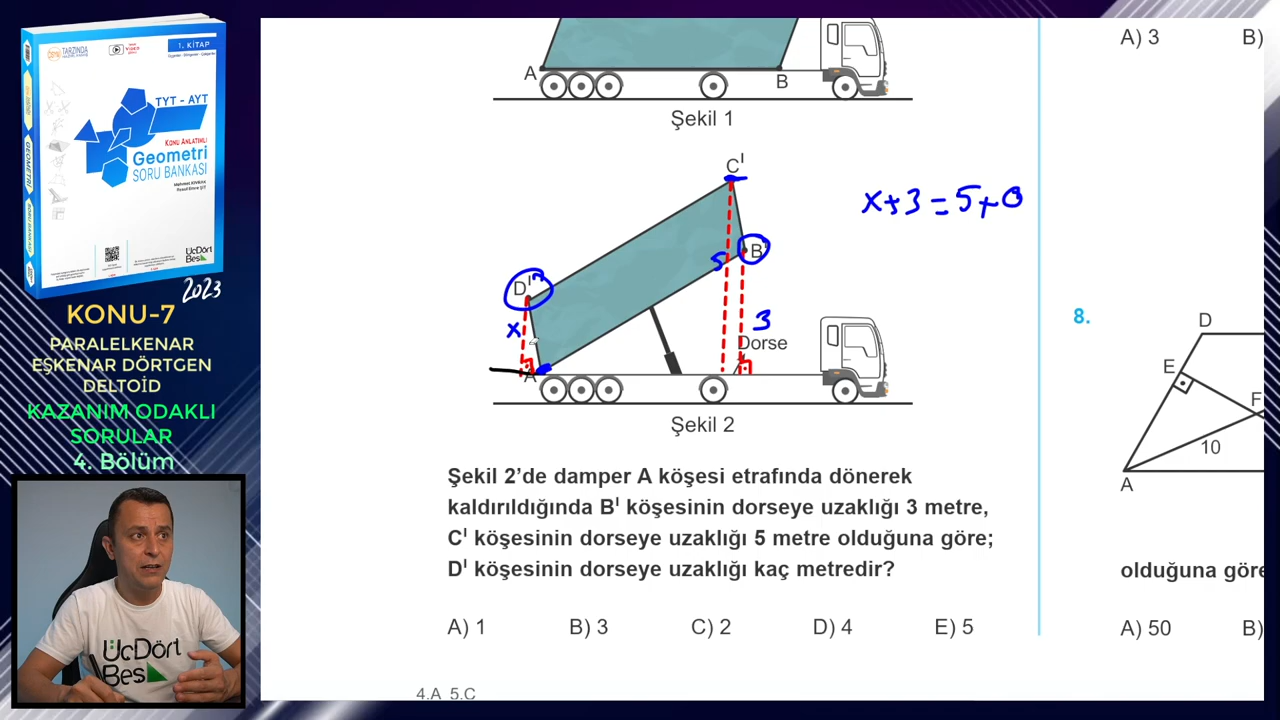 TARZINDA
1. KİTAP
TYT - AYT
KONU ANLATIMLI
Geometri
SORU BANKASI
ÜçDört
Beş
2023
KONU-7
PARALELKENAR
EŞKENAR DÖRTGEN
DELTOİD
KAZANIM ODAKLI
SORULAR
4. Bölüm
ÜçDört
Beş
A
B
Şekil 1
C'
D'
B'
x
5
3
Dorse
A
Şekil 2
x+3=5+0
Şekil 2'de damper A köşesi etrafında dönerek
kaldırıldığında B' köşesinin dorseye uzaklığı 3 metre,
C' köşesinin dorseye uzaklığı 5 metre olduğuna göre;
D' köşesinin dorseye uzaklığı kaç metredir?
A) 1 B) 3 C) 2 D) 4 E) 5
4.A 5.C
A) 3 B)
8.
D
E
F
10
A
olduğuna göre
A) 50 B)